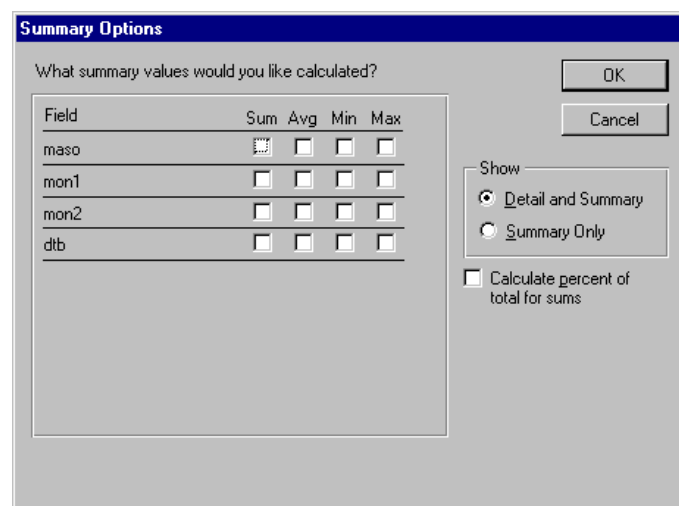 Summary Options
What summary values would you like calculated?
OK
Cancel
Field Sum Avg Min Max
maso
mon1
mon2
dtb
Show
Detail and Summary
Summary Only
Calculate percent of
total for sums